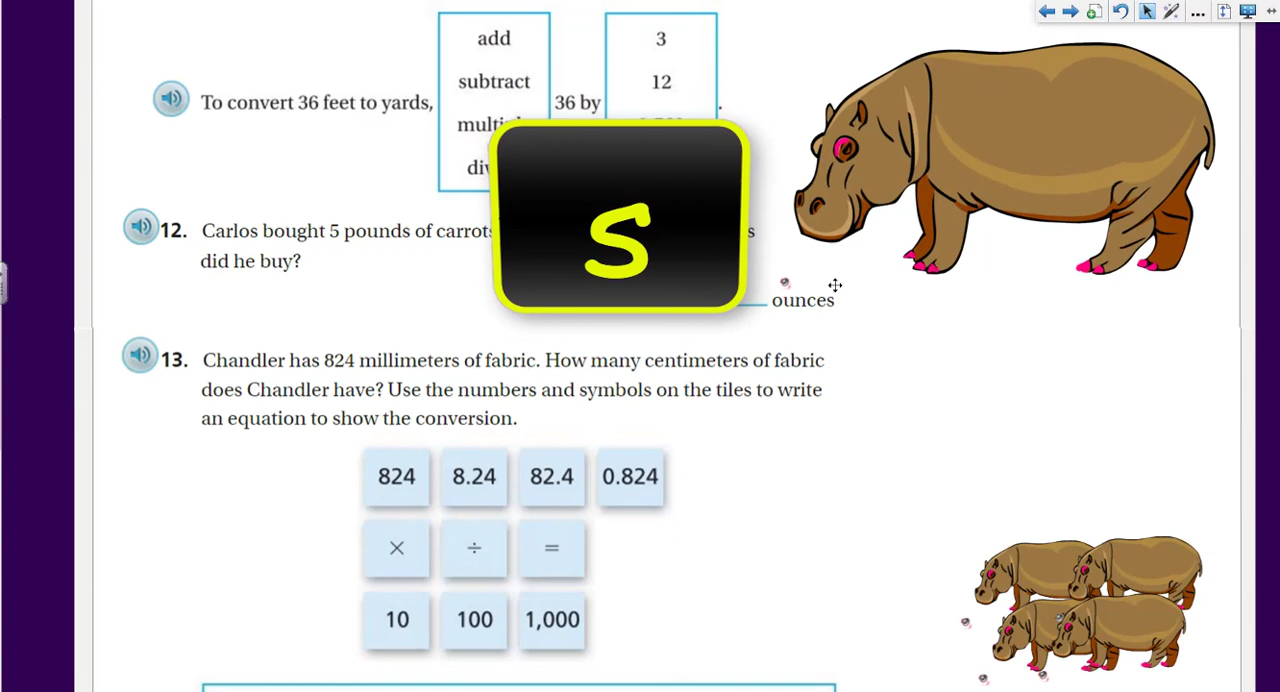 add
subtract
3
12
To convert 36 feet to yards,
36 by
.
12. Carlos bought 5 pounds of
did he buy?
S
ounces
13. Chandler has 824 millimeters of fabric. How many centimeters of fabric
does Chandler have? Use the numbers and symbols on the tiles to write
an equation to show the conversion.
824 8.24 82.4 0.824
× ÷ =
10 100 1,000
...